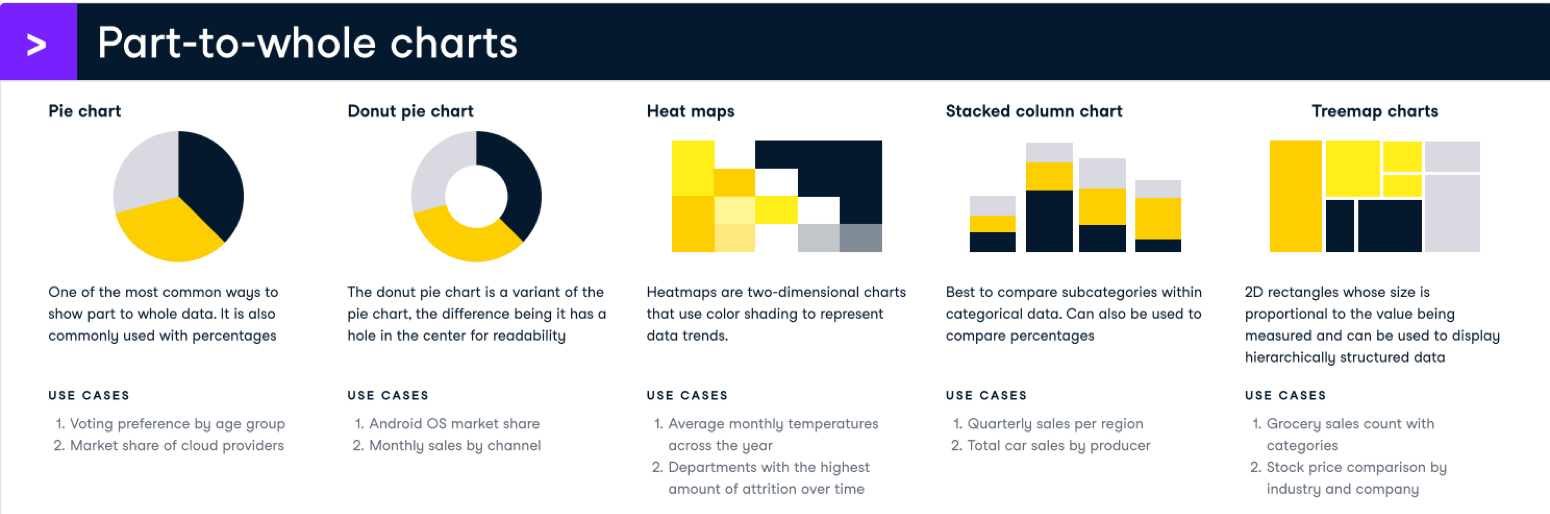 > Part-to-whole charts
Pie chart
One of the most common ways to
show part to whole data. It is also
commonly used with percentages
USE CASES
1. Voting preference by age group
2. Market share of cloud providers
Donut pie chart
The donut pie chart is a variant of the
pie chart, the difference being it has a
hole in the center for readability
USE CASES
1. Android OS market share
2. Monthly sales by channel
Heat maps
Heatmaps are two-dimensional charts
that use color shading to represent
data trends.
USE CASES
1. Average monthly temperatures
across the year
2. Departments with the highest
amount of attrition over time
Stacked column chart
Best to compare subcategories within
categorical data. Can also be used to
compare percentages
USE CASES
1. Quarterly sales per region
2. Total car sales by producer
Treemap charts
2D rectangles whose size is
proportional to the value being
measured and can be used to display
hierarchically structured data
USE CASES
1. Grocery sales count with
categories
2. Stock price comparison by
industry and company